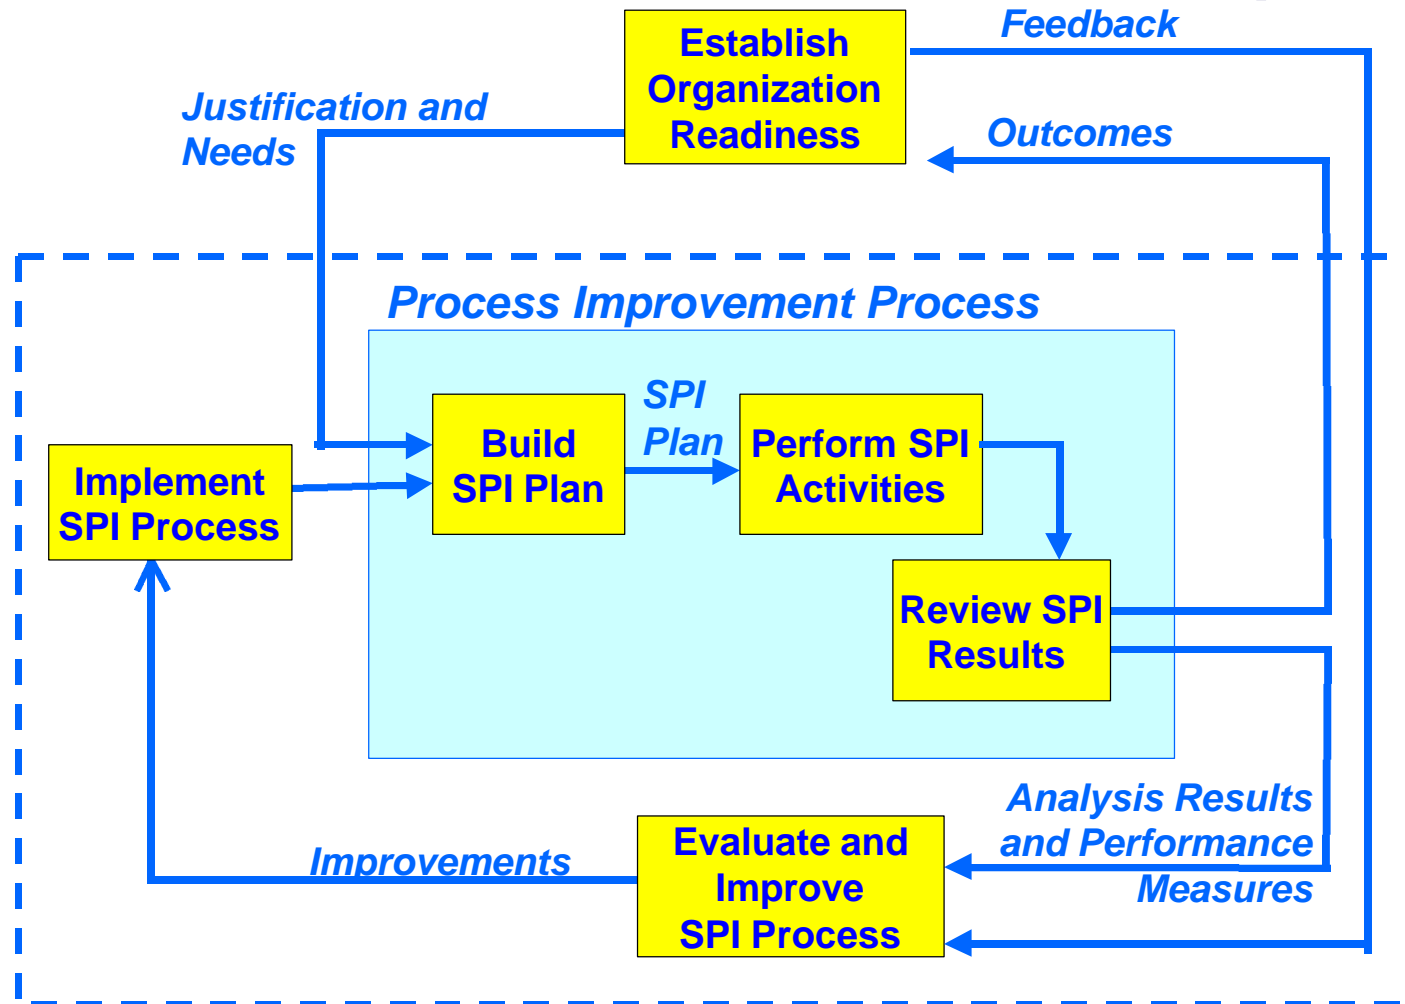 Feedback
Establish
Organization
Readiness
Justification and
Needs
Outcomes
Process Improvement Process
SPI
Plan
Build
SPI Plan
Perform SPI
Activities
Implement
SPI Process
Review SPI
Results
Analysis Results
and Performance
Measures
Evaluate and
Improve
SPI Process
Improvements